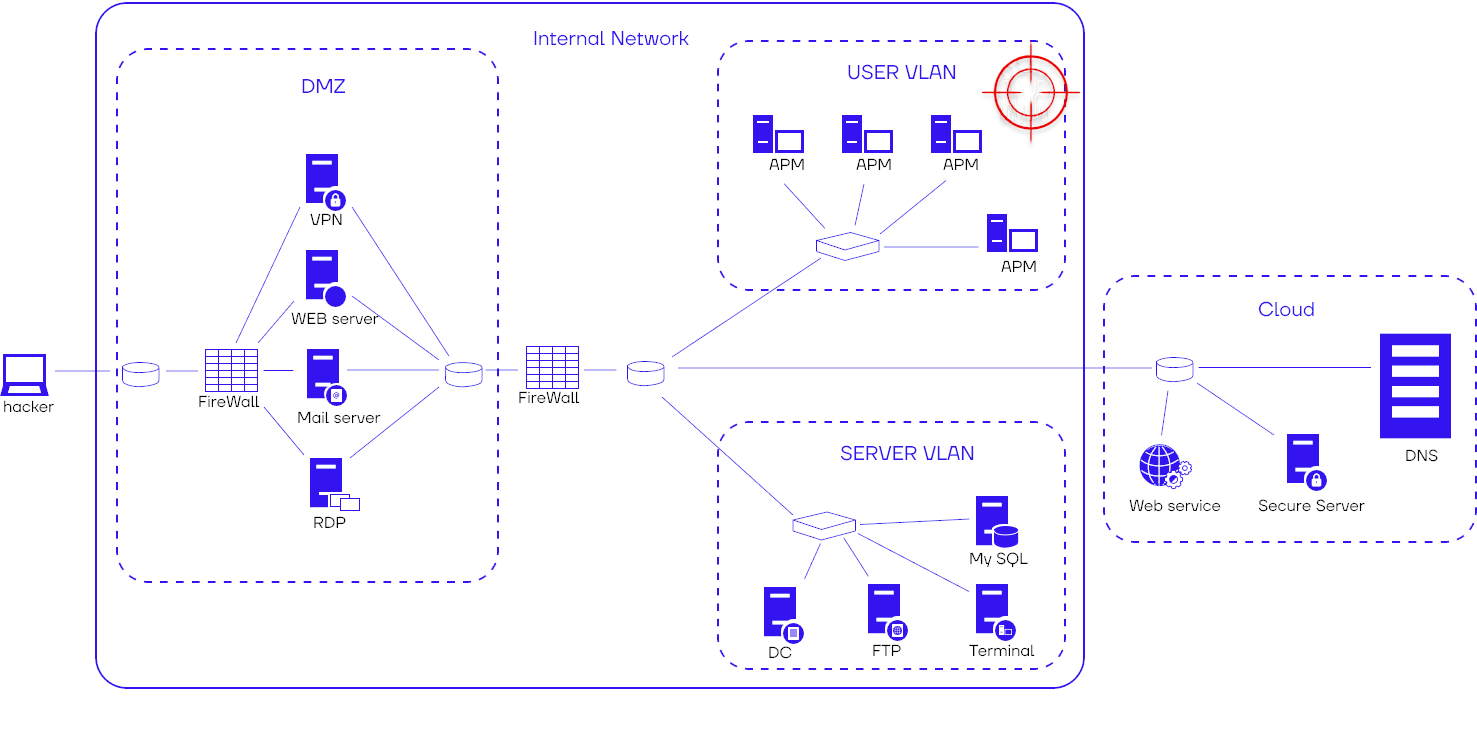 Internal Network
DMZ
VPN
WEB server
FireWall
Mail server
@
RDP
hacker
FireWall
USER VLAN
APM
APM
APM
APM
SERVER VLAN
My SQL
DC
FTP
Terminal
Cloud
DNS
Web service
Secure Server